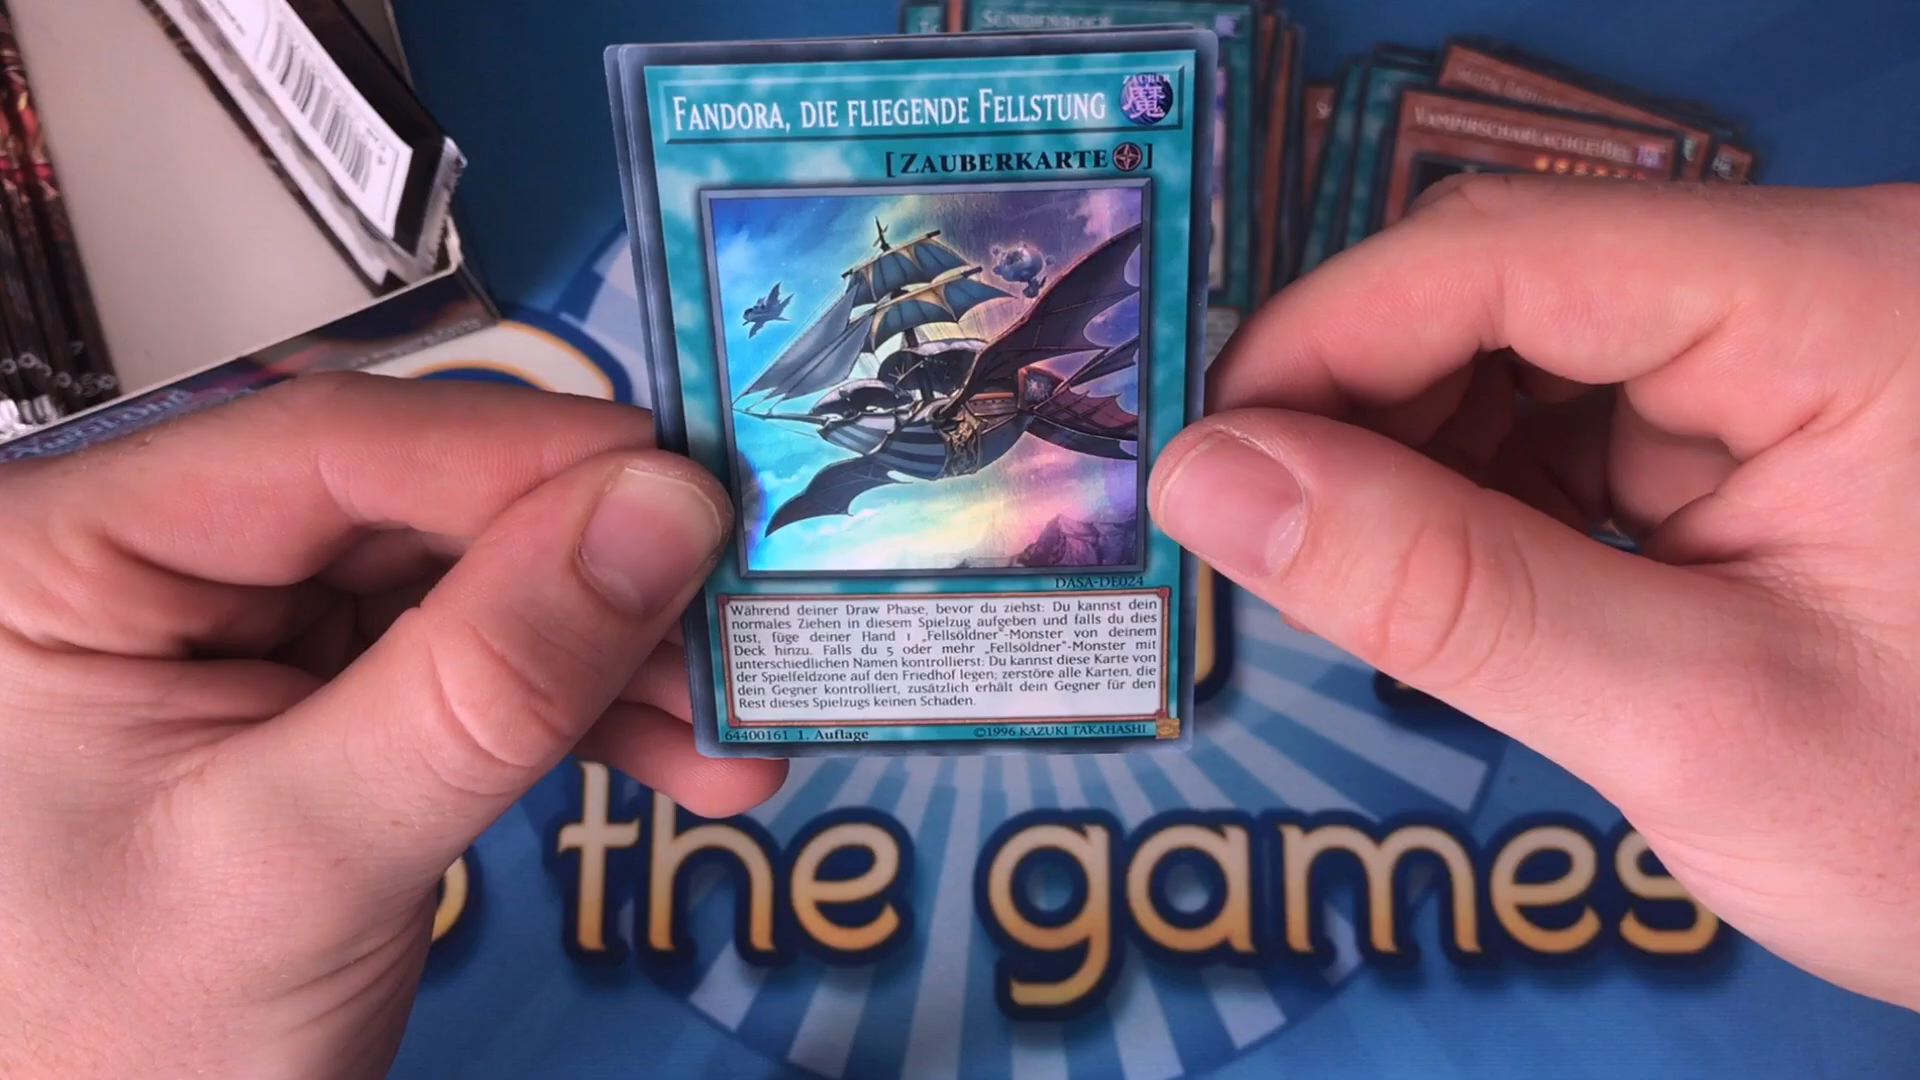 SÜNDENBOCK
FANDORA, DIE FLIEGENDE FELLSTUNG
ZAUBER
魔
[ZAUBERKARTE]
VAMPIRSCHARLACHGEIßEL
DASA-DE024
Während deiner Draw Phase, bevor du ziehst: Du kannst dein
normales Ziehen in diesem Spielzug aufgeben und falls du dies
tust, füge deiner Hand 1 „Fellsöldner"-Monster von deinem
Deck hinzu. Falls du 5 oder mehr „Fellsöldner"-Monster mit
unterschiedlichen Namen kontrollierst: Du kannst diese Karte von
der Spielfeldzone auf den Friedhof legen; zerstöre alle Karten, die
dein Gegner kontrolliert, zusätzlich erhält dein Gegner für den
Rest dieses Spielzugs keinen Schaden.
64400161 1. Auflage
©1996 KAZUKI TAKAHASHI
the games